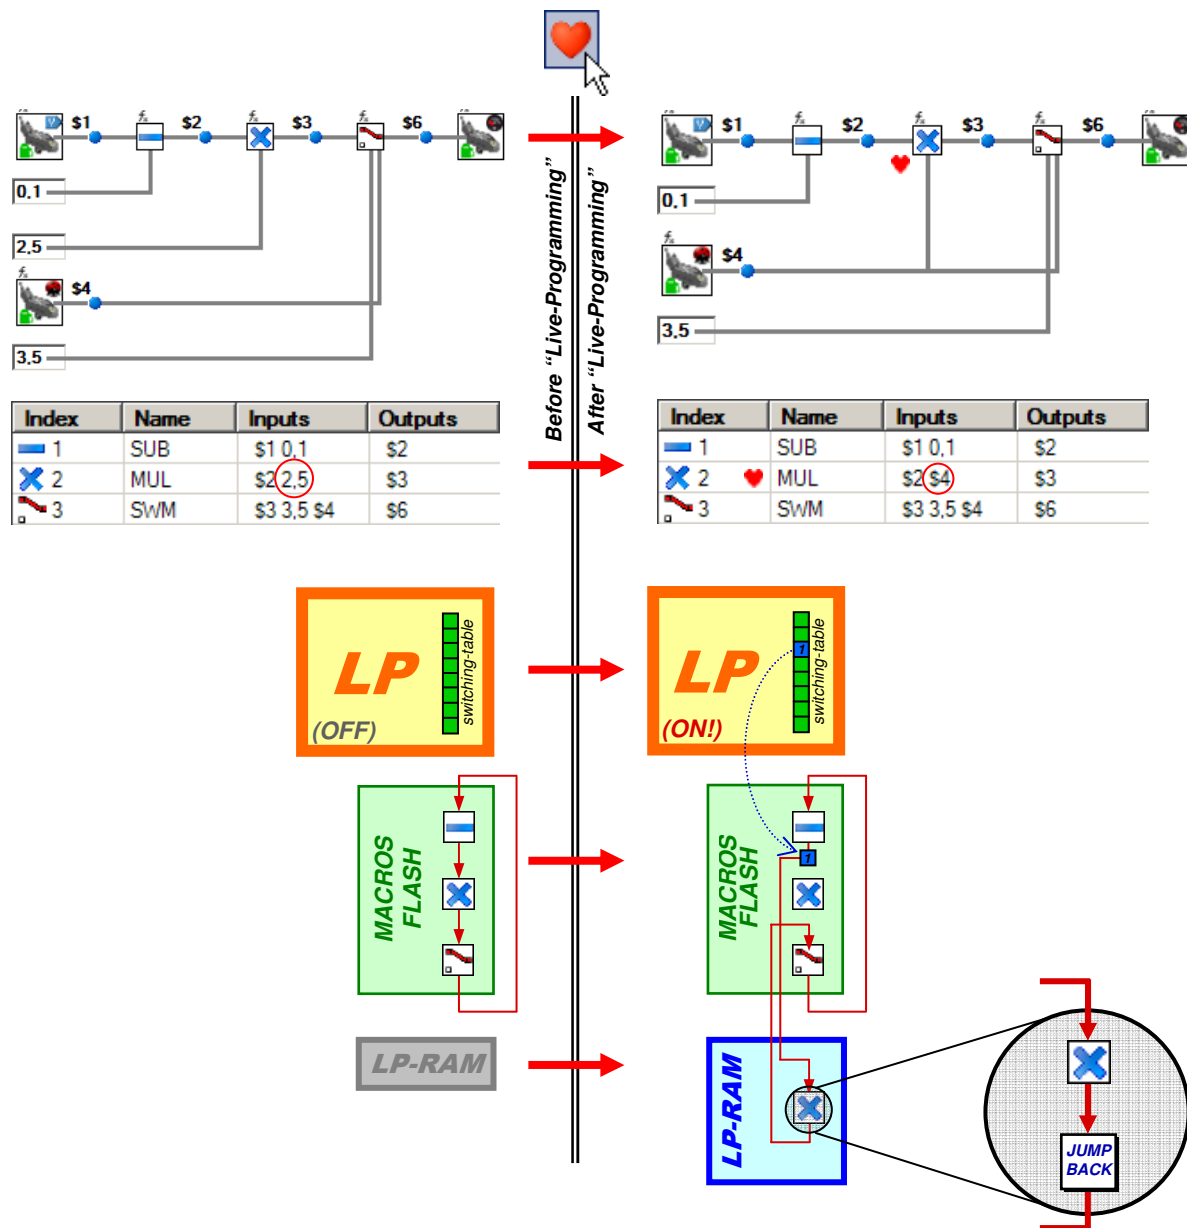 $1 $2 $3 $6
0,1
2,5
$4
3,5
Before “Live-Programming”
After “Live-Programming”
$1 $2 $3 $6
0,1
$4
3,5
Index Name Inputs Outputs
1 SUB $1 0,1 $2
2 MUL $2 2,5 $3
3 SWM $3 3,5 $4 $6
Index Name Inputs Outputs
1 SUB $1 0,1 $2
2 MUL $2 $4 $3
3 SWM $3 3,5 $4 $6
LP
(OFF)
switching-table
LP
(ON!)
1
switching-table
MACROS
FLASH
MACROS
FLASH
1
LP-RAM
LP-RAM
JUMP
BACK